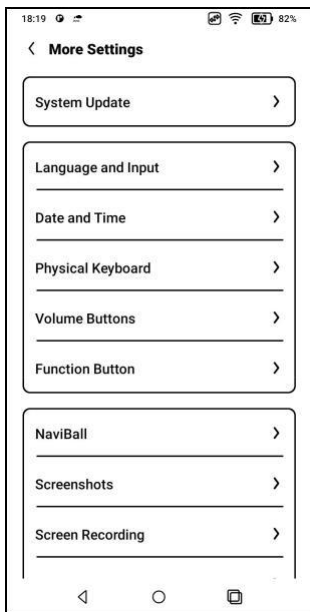 18:19 82%
More Settings
System Update
Language and Input
Date and Time
Physical Keyboard
Volume Buttons
Function Button
NaviBall
Screenshots
Screen Recording